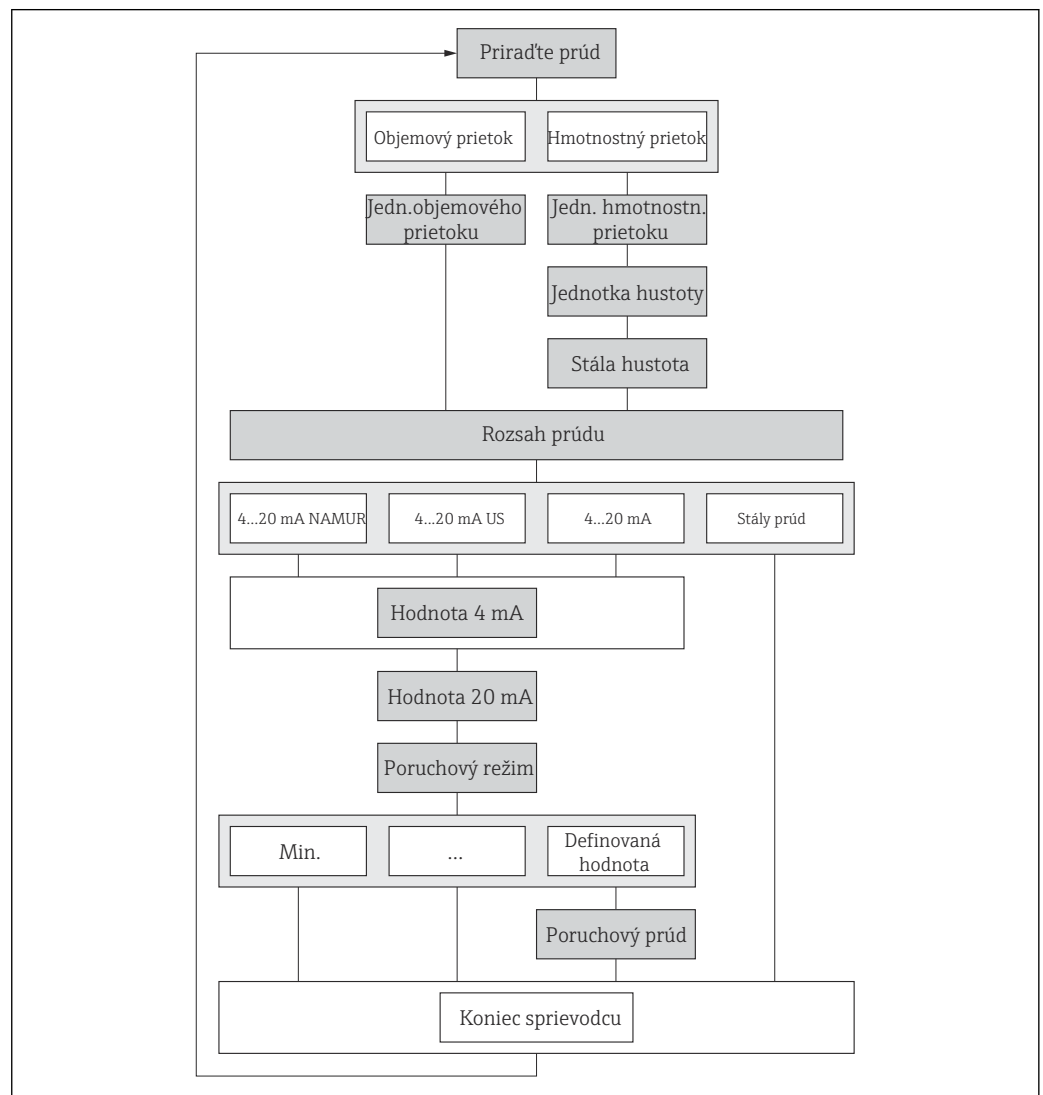 Priraďte prúd
Objemový prietok
Hmotnostný prietok
Jedn.objemového
prietoku
Jedn. hmotnostn.
prietoku
Jednotka hustoty
Stála hustota
Rozsah prúdu
4...20 mA NAMUR
4...20 mA US
4...20 mA
Stály prúd
Hodnota 4 mA
Hodnota 20 mA
Poruchový režim
Min.
...
Definovaná
hodnota
Poruchový prúd
Koniec sprievodcu